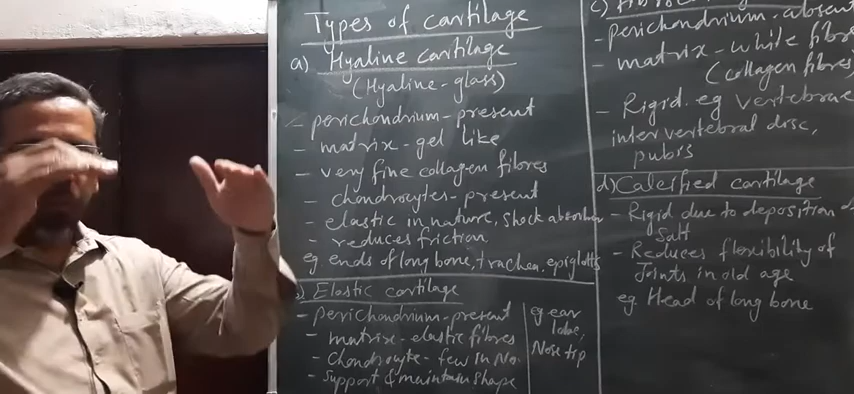 Types of cartilage
a) Hyaline cartilage
(Hyaline-glass)
- perichondrium-present
- matrix-gel like
- very fine collagen fibres
- chondrocytes-present
- elastic in nature, shock absorber
- reduces friction
eg ends of long bone, trachea, epiglottis
b) Elastic cartilage
- perichondrium-present
- matrix-elastic fibres
- Chondrocyte-few in No.
- Support & maintain shape
eg ear
lobe,
Nose tip
c)
- perichondrium-absent
- matrix-white fibre
(collagen fibres)
- Rigid. eg vertebrae
intervertebral disc,
pubis
d) Calcified cartilage
- Rigid due to deposition of
Salt
- Reduces flexibility of
Joints in old age
eg. Head of long bone